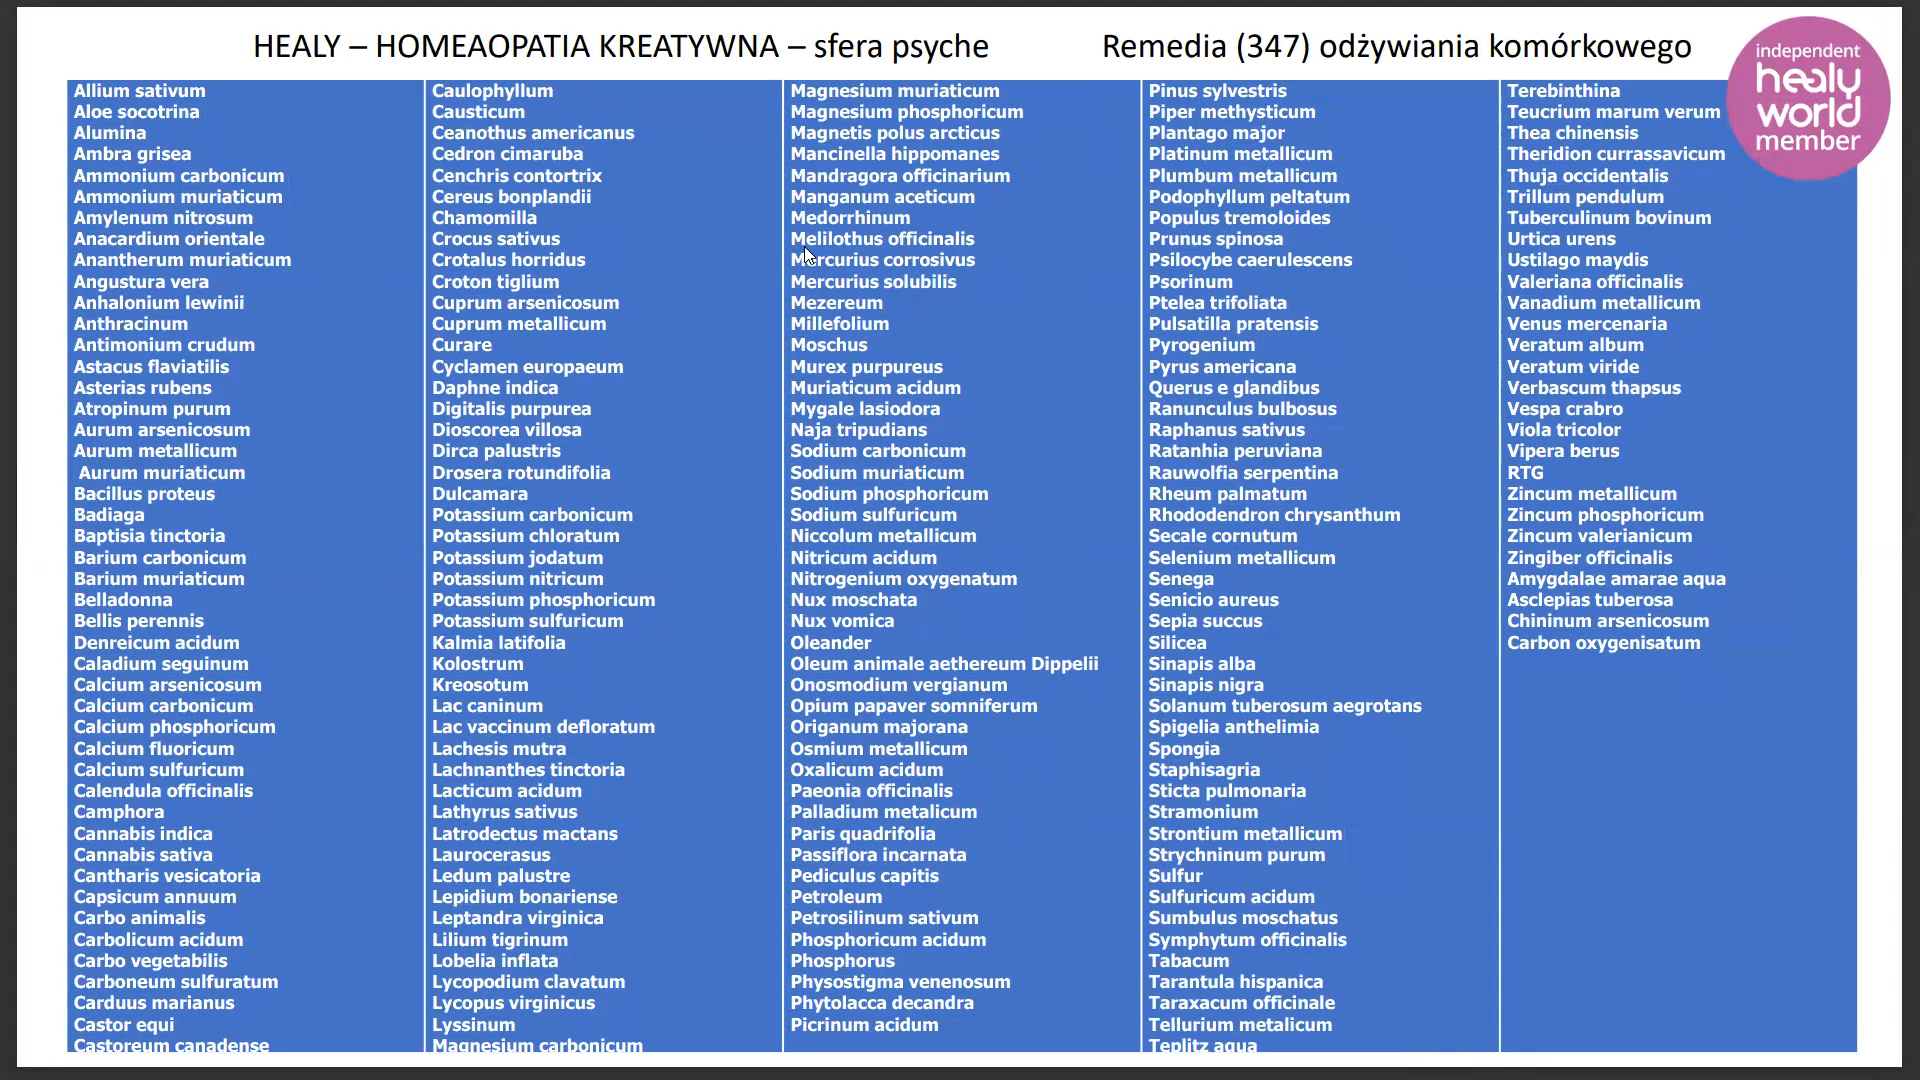 HEALY – HOMEAOPATIA KREATYWNA – sfera psyche
Remedia (347) odżywiania komórkowego
independent
healy
world
member
Allium sativum
Aloe socotrina
Alumina
Ambra grisea
Ammonium carbonicum
Ammonium muriaticum
Amylenum nitrosum
Anacardium orientale
Anantherum muriaticum
Angustura vera
Anhalonium lewinii
Anthracinum
Antimonium crudum
Astacus flaviatilis
Asterias rubens
Atropinum purum
Aurum arsenicosum
Aurum metallicum
Aurum muriaticum
Bacillus proteus
Badiaga
Baptisia tinctoria
Barium carbonicum
Barium muriaticum
Belladonna
Bellis perennis
Denreicum acidum
Caladium seguinum
Calcium arsenicosum
Calcium carbonicum
Calcium phosphoricum
Calcium fluoricum
Calcium sulfuricum
Calendula officinalis
Camphora
Cannabis indica
Cannabis sativa
Cantharis vesicatoria
Capsicum annuum
Carbo animalis
Carbolicum acidum
Carbo vegetabilis
Carboneum sulfuratum
Carduus marianus
Castor equi
Castoreum canadense
Caulophyllum
Causticum
Ceanothus americanus
Cedron cimaruba
Cenchris contortrix
Cereus bonplandii
Chamomilla
Crocus sativus
Crotalus horridus
Croton tiglium
Cuprum arsenicosum
Cuprum metallicum
Curare
Cyclamen europaeum
Daphne indica
Digitalis purpurea
Dioscorea villosa
Dirca palustris
Drosera rotundifolia
Dulcamara
Potassium carbonicum
Potassium chloratum
Potassium jodatum
Potassium nitricum
Potassium phosphoricum
Potassium sulfuricum
Kalmia latifolia
Kolostrum
Kreosotum
Lac caninum
Lac vaccinum defloratum
Lachesis mutra
Lachnanthes tinctoria
Lacticum acidum
Lathyrus sativus
Latrodectus mactans
Laurocerasus
Ledum palustre
Lepidium bonariense
Leptandra virginica
Lilium tigrinum
Lobelia inflata
Lycopodium clavatum
Lycopus virginicus
Lyssinum
Magnesium carbonicum
Magnesium muriaticum
Magnesium phosphoricum
Magnetis polus arcticus
Mancinella hippomanes
Mandragora officinarium
Manganum aceticum
Medorrhinum
Melilothus officinalis
Mercurius corrosivus
Mercurius solubilis
Mezereum
Millefolium
Moschus
Murex purpureus
Muriaticum acidum
Mygale lasiodora
Naja tripudians
Sodium carbonicum
Sodium muriaticum
Sodium phosphoricum
Sodium sulfuricum
Niccolum metallicum
Nitricum acidum
Nitrogenium oxygenatum
Nux moschata
Nux vomica
Oleander
Oleum animale aethereum Dippelii
Onosmodium vergianum
Opium papaver somniferum
Origanum majorana
Osmium metallicum
Oxalicum acidum
Paeonia officinalis
Palladium metalicum
Paris quadrifolia
Passiflora incarnata
Pediculus capitis
Petroleum
Petrosilinum sativum
Phosphoricum acidum
Phosphorus
Physostigma venenosum
Phytolacca decandra
Picrinum acidum
Pinus sylvestris
Piper methysticum
Plantago major
Platinum metallicum
Plumbum metallicum
Podophyllum peltatum
Populus tremoloides
Prunus spinosa
Psilocybe caerulescens
Psorinum
Ptelea trifoliata
Pulsatilla pratensis
Pyrogenium
Pyrus americana
Querus e glandibus
Ranunculus bulbosus
Raphanus sativus
Ratanhia peruviana
Rauwolfia serpentina
Rheum palmatum
Rhododendron chrysanthum
Secale cornutum
Selenium metallicum
Senega
Senicio aureus
Sepia succus
Silicea
Sinapis alba
Sinapis nigra
Solanum tuberosum aegrotans
Spigelia anthelimia
Spongia
Staphisagria
Sticta pulmonaria
Stramonium
Strontium metallicum
Strychninum purum
Sulfur
Sulfuricum acidum
Sumbulus moschatus
Symphytum officinalis
Tabacum
Tarantula hispanica
Taraxacum officinale
Tellurium metalicum
Teplitz aqua
Terebinthina
Teucrium marum verum
Thea chinensis
Theridion currassavicum
Thuja occidentalis
Trillum pendulum
Tuberculinum bovinum
Urtica urens
Ustilago maydis
Valeriana officinalis
Vanadium metallicum
Venus mercenaria
Veratum album
Veratum viride
Verbascum thapsus
Vespa crabro
Viola tricolor
Vipera berus
RTG
Zincum metallicum
Zincum phosphoricum
Zincum valerianicum
Zingiber officinalis
Amygdalae amarae aqua
Asclepias tuberosa
Chininum arsenicosum
Carbon oxygenisatum